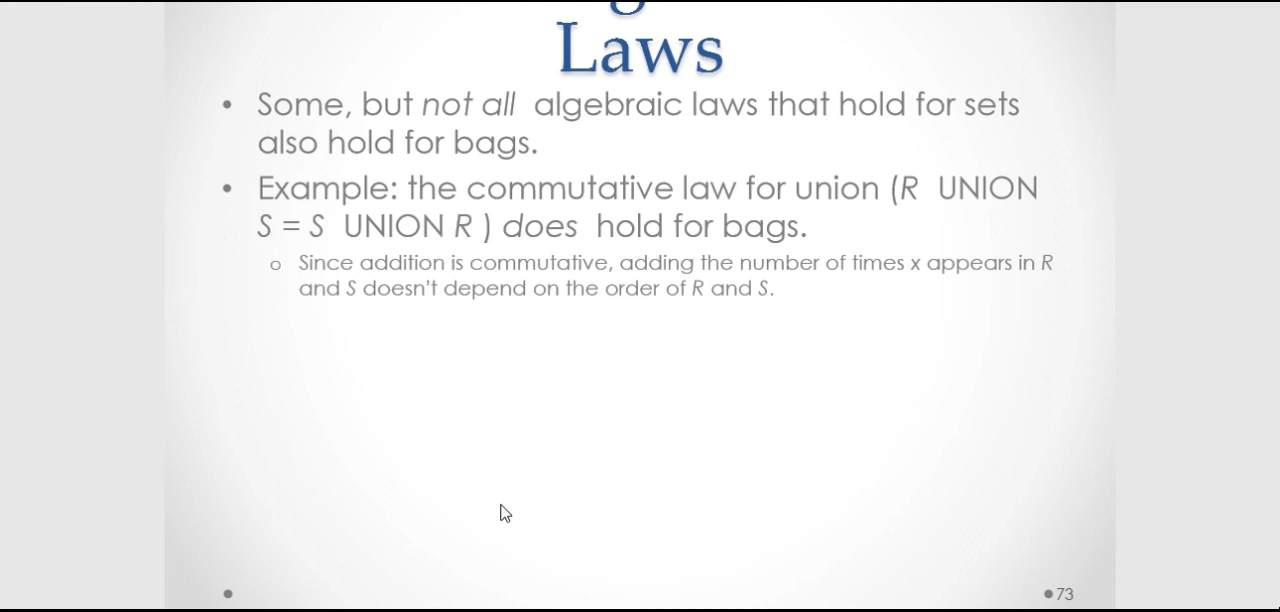 Laws
• Some, but not all algebraic laws that hold for sets
also hold for bags.
• Example: the commutative law for union (R UNION
S = S UNION R ) does hold for bags.
o Since addition is commutative, adding the number of times x appears in R
and S doesn't depend on the order of R and S.
73